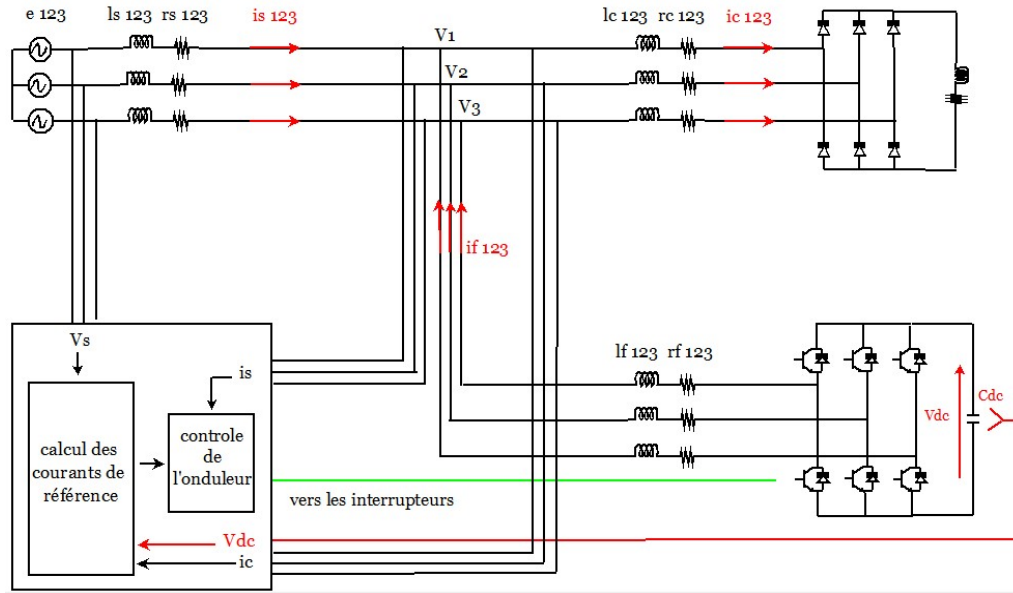 e 123 ls 123 rs 123 is 123 V1 lc 123 rc 123 ic 123
V2
V3
if 123
Vs
lf 123 rf 123
is
Vdc Cdc
calcul des
courants de
référence
controle
de
l'onduleur
vers les interrupteurs
Vdc
ic